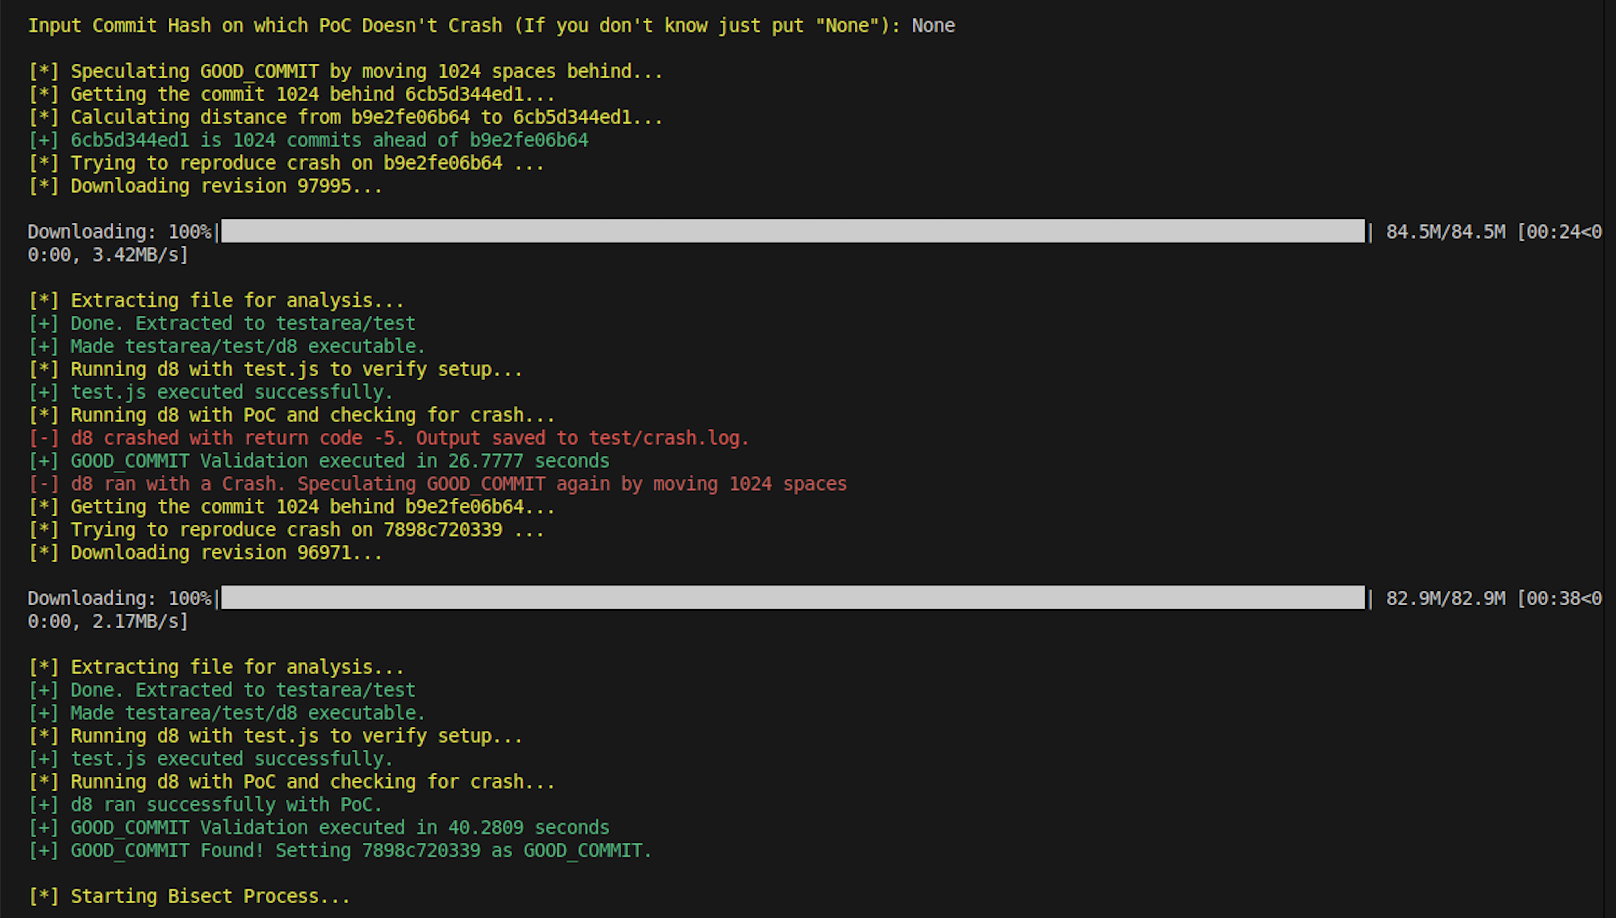 Input Commit Hash on which PoC Doesn't Crash (If you don't know just put "None"): None
[*] Speculating GOOD_COMMIT by moving 1024 spaces behind...
[*] Getting the commit 1024 behind 6cb5d344ed1...
[*] Calculating distance from b9e2fe06b64 to 6cb5d344ed1...
[+] 6cb5d344ed1 is 1024 commits ahead of b9e2fe06b64
[*] Trying to reproduce crash on b9e2fe06b64 ...
[*] Downloading revision 97995...
Downloading: 100%|██████████| 84.5M/84.5M [00:24<0
0:00, 3.42MB/s]
[*] Extracting file for analysis...
[+] Done. Extracted to testarea/test
[+] Made testarea/test/d8 executable.
[*] Running d8 with test.js to verify setup...
[+] test.js executed successfully.
[*] Running d8 with PoC and checking for crash...
[-] d8 crashed with return code -5. Output saved to test/crash.log.
[+] GOOD_COMMIT Validation executed in 26.7777 seconds
[-] d8 ran with a Crash. Speculating GOOD_COMMIT again by moving 1024 spaces
[*] Getting the commit 1024 behind b9e2fe06b64...
[*] Trying to reproduce crash on 7898c720339 ...
[*] Downloading revision 96971...
Downloading: 100%|██████████| 82.9M/82.9M [00:38<0
0:00, 2.17MB/s]
[*] Extracting file for analysis...
[+] Done. Extracted to testarea/test
[+] Made testarea/test/d8 executable.
[*] Running d8 with test.js to verify setup...
[+] test.js executed successfully.
[*] Running d8 with PoC and checking for crash...
[+] d8 ran successfully with PoC.
[+] GOOD_COMMIT Validation executed in 40.2809 seconds
[+] GOOD_COMMIT Found! Setting 7898c720339 as GOOD_COMMIT.
[*] Starting Bisect Process...